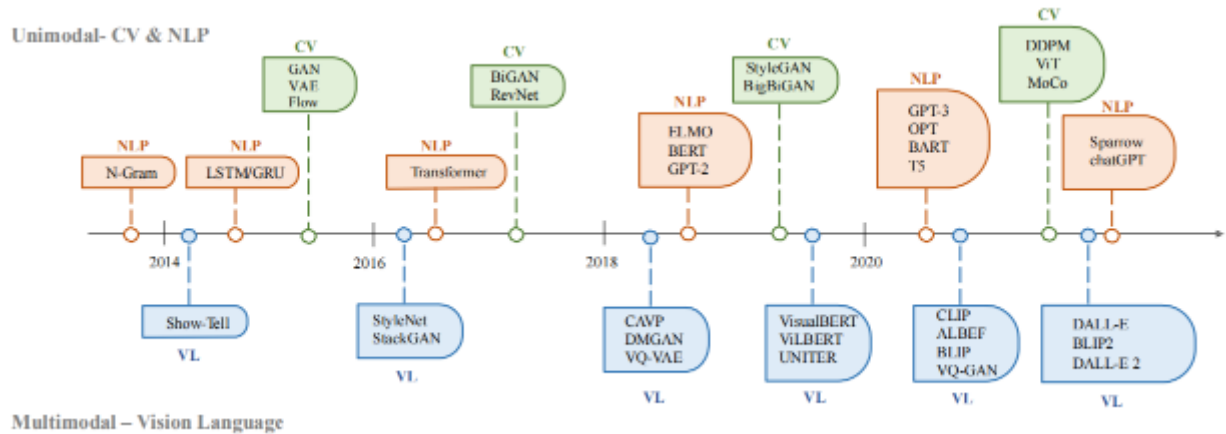 Unimodal- CV & NLP
CV
GAN
VAE
Flow
CV
BiGAN
RevNet
CV
StyleGAN
BigBiGAN
CV
DDPM
ViT
MoCo
NLP
N-Gram
NLP
LSTM/GRU
NLP
Transformer
NLP
ELMO
BERT
GPT-2
NLP
GPT-3
OPT
BART
T5
NLP
Sparrow
chatGPT
2014
2016
2018
2020
Show-Tell
VL
StyleNet
StackGAN
VL
CAVP
DMGAN
VQ-VAE
VL
VisualBERT
ViLBERT
UNITER
VL
CLIP
ALBEF
BLIP
VQ-GAN
VL
DALL-E
BLIP2
DALL-E 2
VL
Multimodal – Vision Language